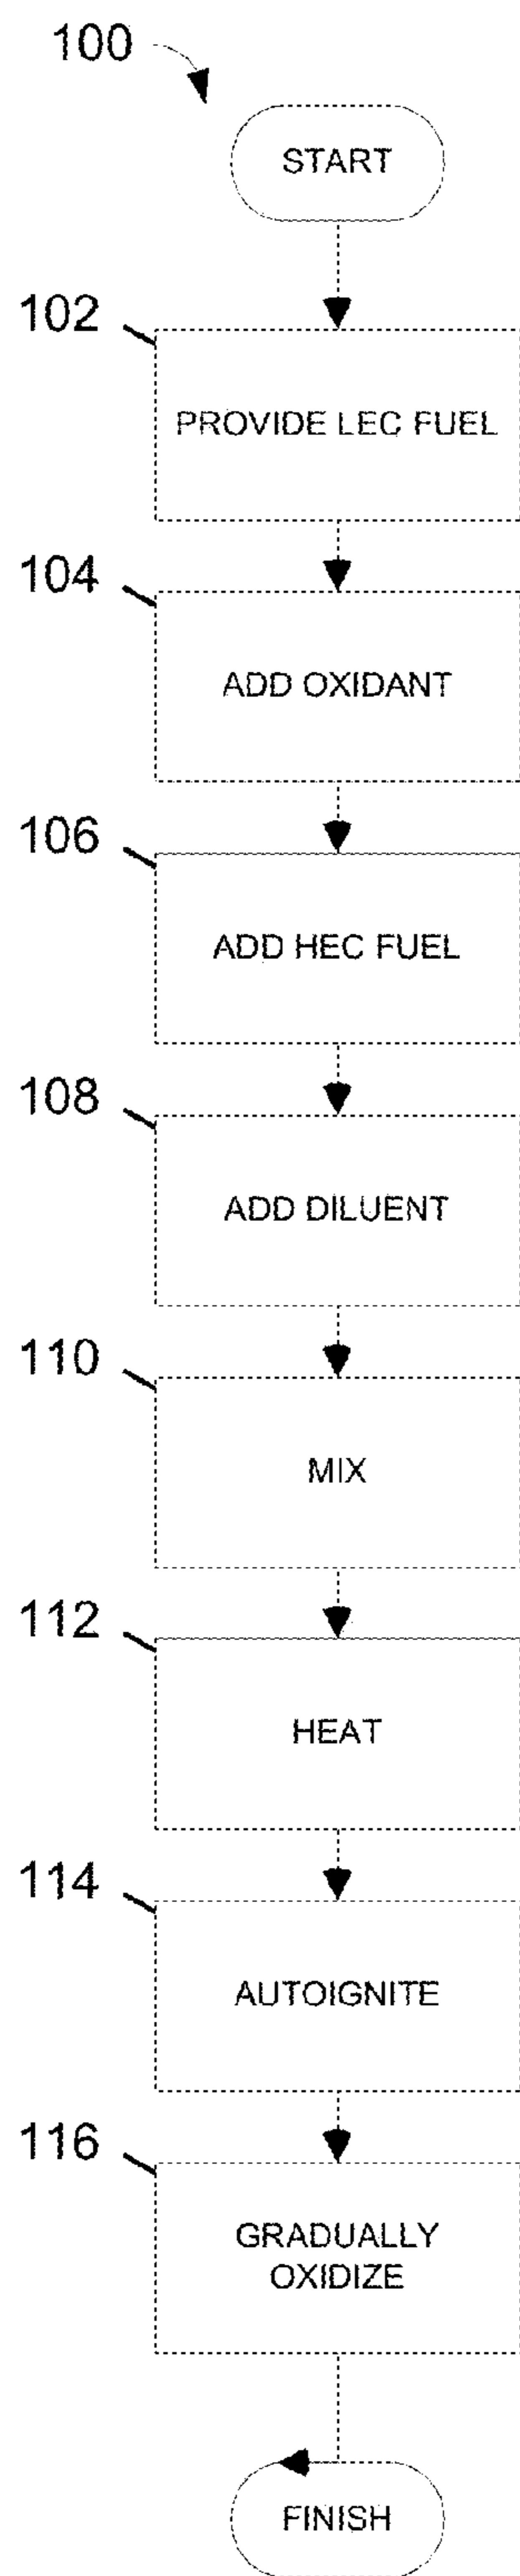 100
START
102
PROVIDE LEC FUEL
104
ADD OXIDANT
106
ADD HEC FUEL
108
ADD DILUENT
110
MIX
112
HEAT
114
AUTOIGNITE
116
GRADUALLY
OXIDIZE
FINISH